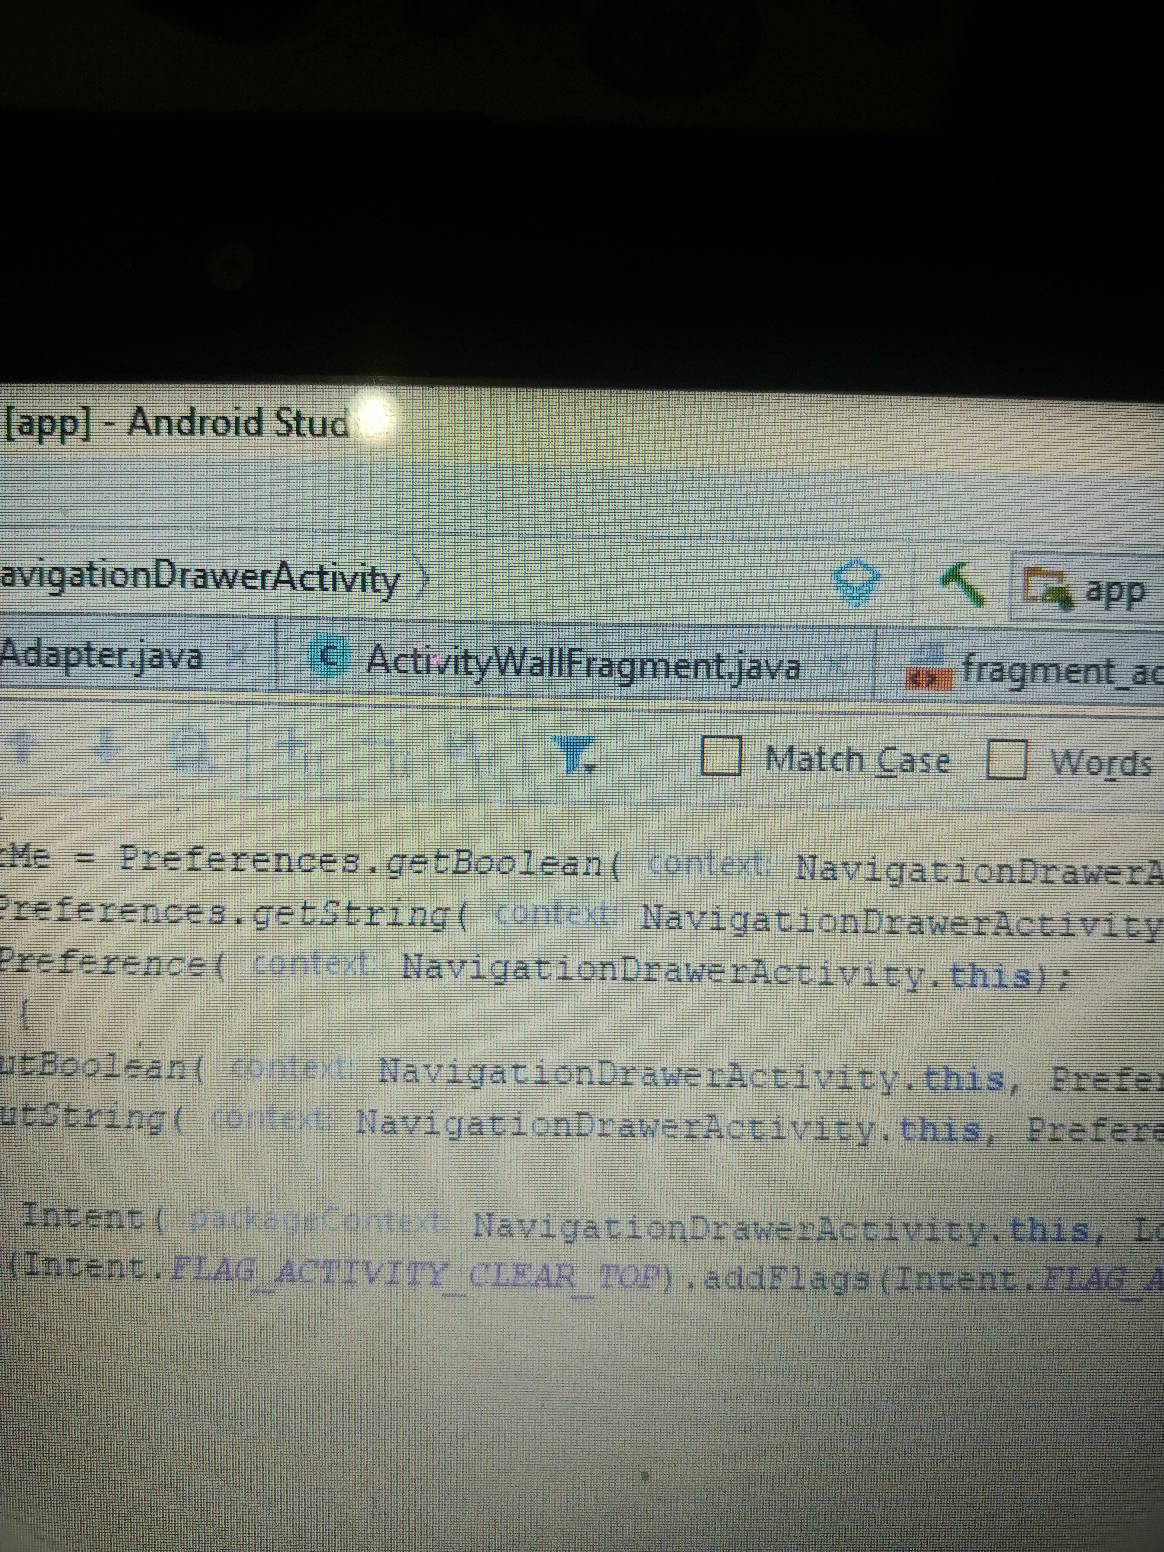 [app] - Android Stud
avigationDrawerActivity
app
Adapter.java
C ActivityWallFragment.java
fragment_ac
Match Case
Words
rMe = Preferences.getBoolean( context: NavigationDrawerA
Preferences.getString( context: NavigationDrawerActivity
Preference( context: NavigationDrawerActivity.this);
{
utBoolean( context: NavigationDrawerActivity.this, Prefer
utString( context: NavigationDrawerActivity.this, Prefere
Intent( packageContext: NavigationDrawerActivity.this, Lo
(Intent.FLAG_ACTIVITY_CLEAR_TOP).addFlags(Intent.FLAG_A